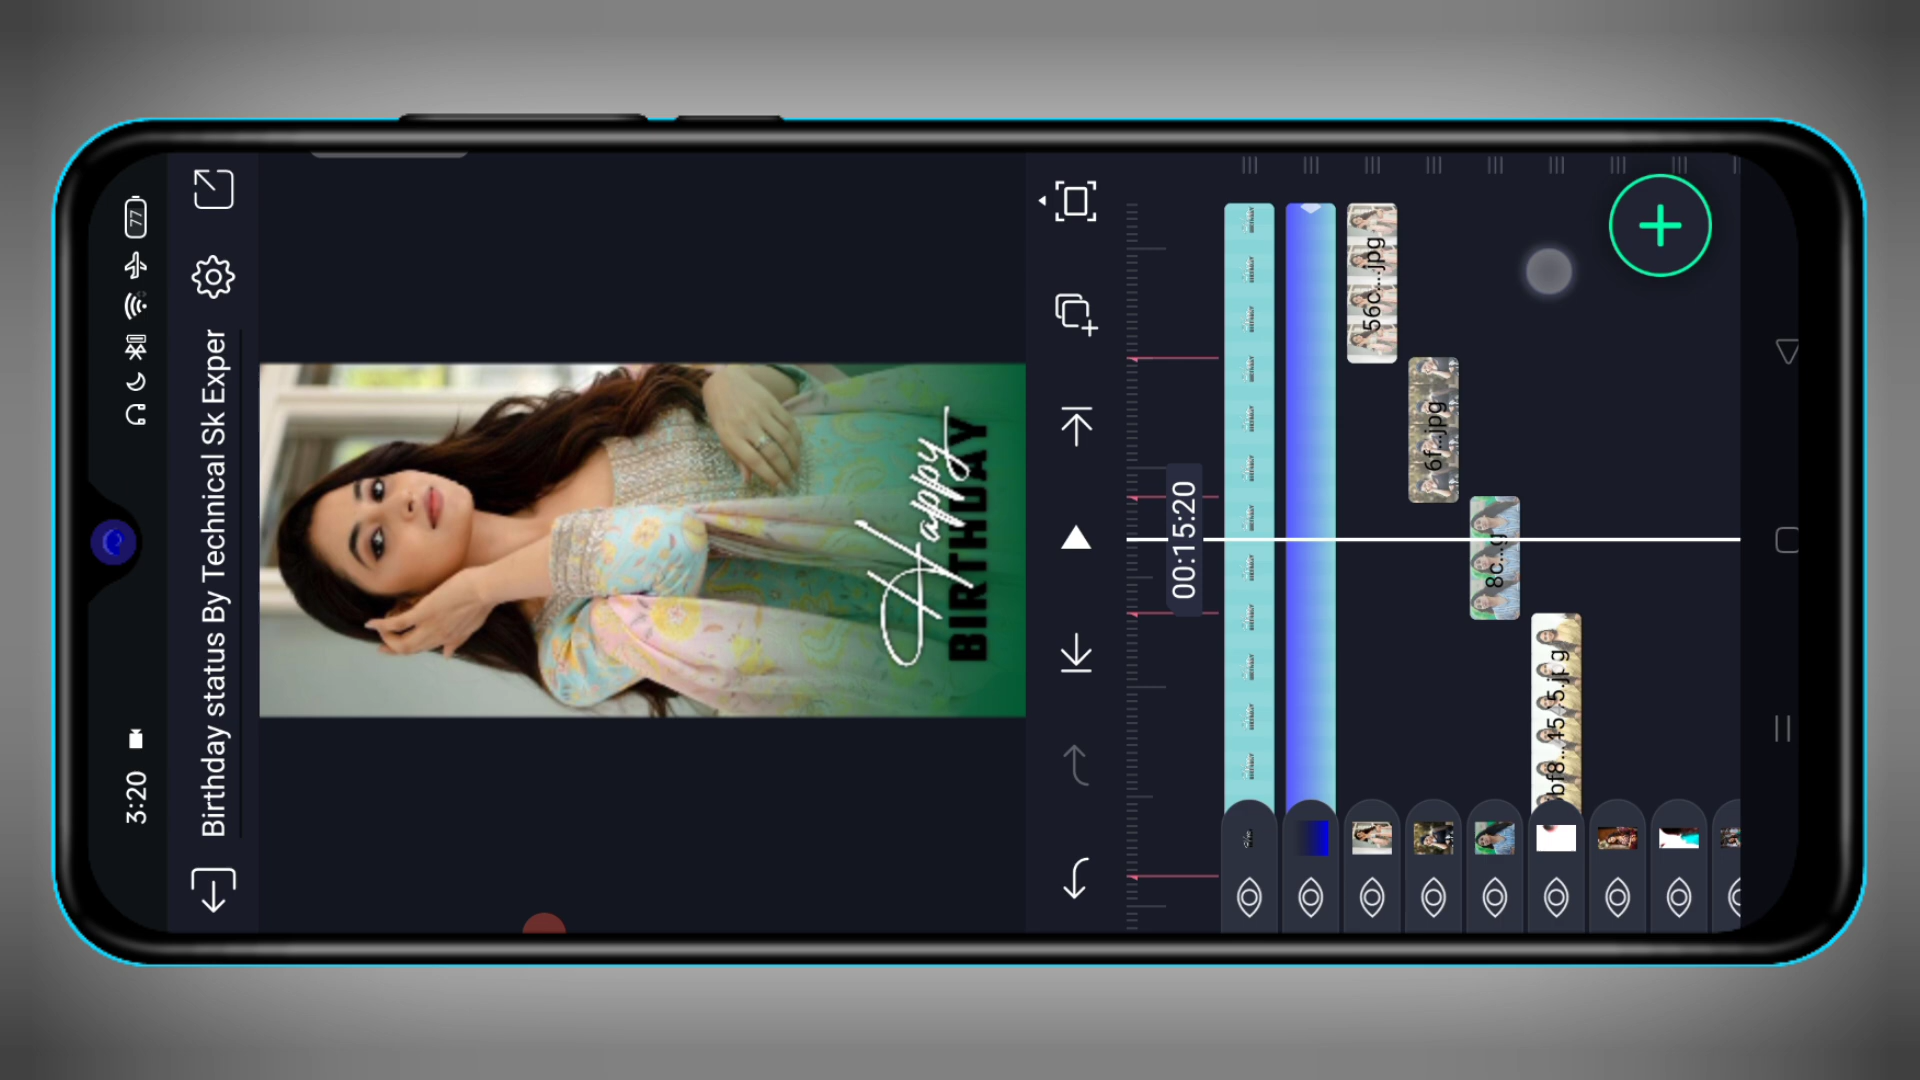 3:20
77
Birthday status By Technical Sk Exper
Happy
BIRTHDAY
00:15:20
56c....jpg
6f...jpg
8c...g
bf8...45
5.jpg